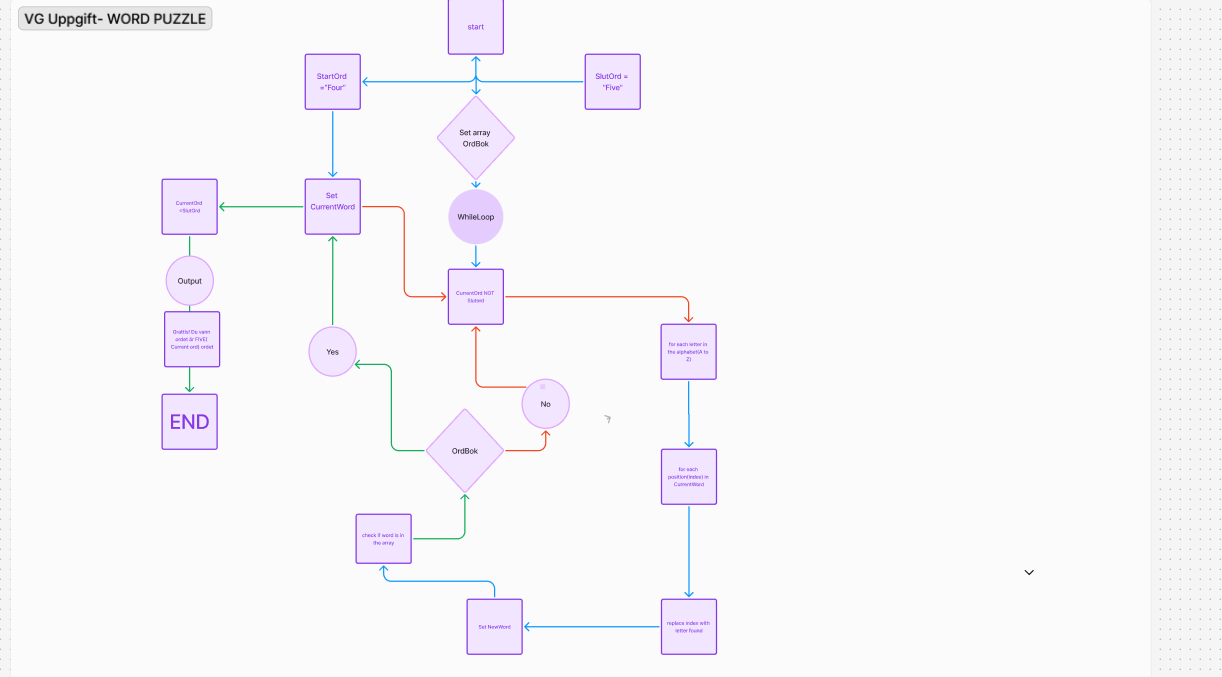 VG Uppgift- WORD PUZZLE
start
StartOrd
="Four"
SlutOrd =
"Five"
Set array
OrdBok
CurrentOrd
=SlutOrd
Set
CurrentWord
WhileLoop
Output
CurrentOrd NOT
Slutord
Grattis! Du vann
ordet är FIVE(
Current ord) ordet
for each letter in
the alphabet(A to
Z)
Yes
No
END
OrdBok
for each
position(index) in
CurrentWord
check if word is in
the array
Set NewWord
replace index with
letter found